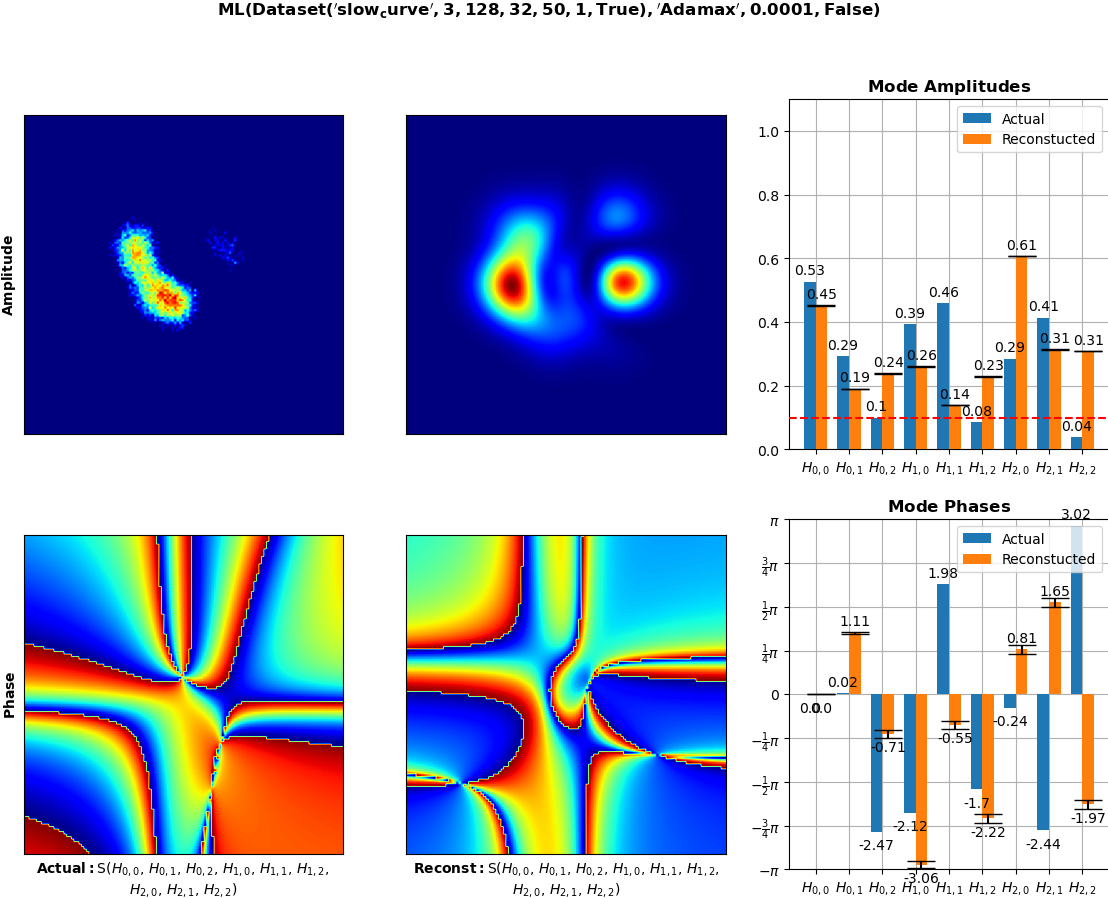 ML(Dataset('slow_curve', 3, 128, 32, 50, 1, True), 'Adamax', 0.0001, False)
Amplitude
Mode Amplitudes
Actual
Reconstucted
1.0
0.8
0.6
0.4
0.2
0.0
0.53
0.45
0.29
0.19
0.1
0.24
0.39
0.26
0.46
0.14
0.08
0.23
0.29
0.61
0.41
0.31
0.04
0.31
H0,0 H0,1 H0,2 H1,0 H1,1 H1,2 H2,0 H2,1 H2,2
Phase
Actual: S(H0,0, H0,1, H0,2, H1,0, H1,1, H1,2,
H2,0, H2,1, H2,2)
Reconst: S(H0,0, H0,1, H0,2, H1,0, H1,1, H1,2,
H2,0, H2,1, H2,2)
Mode Phases
Actual
Reconstucted
π
3/4π
1/2π
1/4π
0
−1/4π
−1/2π
−3/4π
−π
0.0
0.0
0.02
1.11
-2.47
-0.71
-2.12
-3.06
1.98
-0.55
-1.7
-2.22
-0.24
0.81
-2.44
1.65
3.02
-1.97
H0,0 H0,1 H0,2 H1,0 H1,1 H1,2 H2,0 H2,1 H2,2